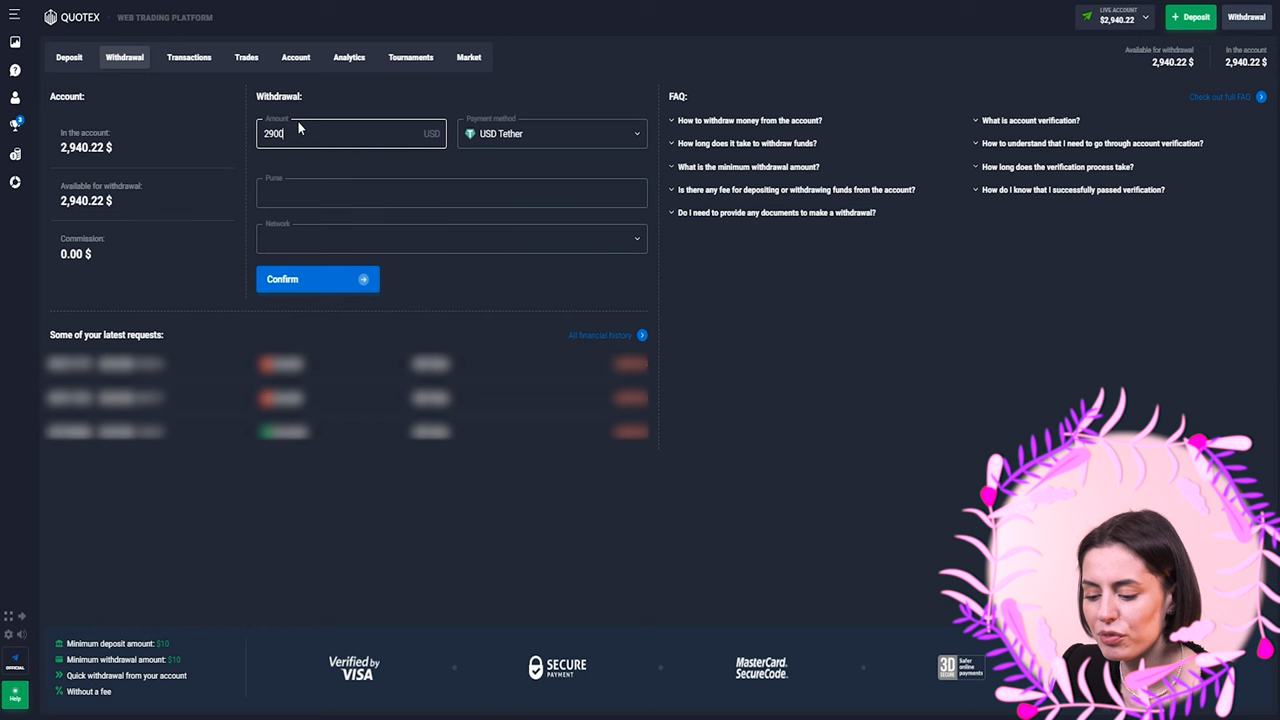 QUOTEX
WEB TRADING PLATFORM
LIVE ACCOUNT
$2,940.22
+ Deposit
Withdrawal
Deposit
Withdrawal
Transactions
Trades
Account
Analytics
Tournaments
Market
Available for withdrawal
2,940.22 $
In the account
2,940.22 $
Account:
In the account:
2,940.22 $
Available for withdrawal:
2,940.22 $
Commission:
0.00 $
Withdrawal:
Amount
2900
USD
Payment method
USD Tether
Purse
Network
Confirm
Some of your latest requests:
All financial history
FAQ:
Check out full FAQ
How to withdraw money from the account?
How long does it take to withdraw funds?
What is the minimum withdrawal amount?
Is there any fee for depositing or withdrawing funds from the account?
Do I need to provide any documents to make a withdrawal?
What is account verification?
How to understand that I need to go through account verification?
How long does the verification process take?
How do I know that I successfully passed verification?
3
OFFICIAL
Help
Minimum deposit amount: $10
Minimum withdrawal amount: $10
Quick withdrawal from your account
Without a fee
Verified by
VISA
SECURE
PAYMENT
MasterCard.
SecureCode.
3D
SECURE
Safer
online
payments